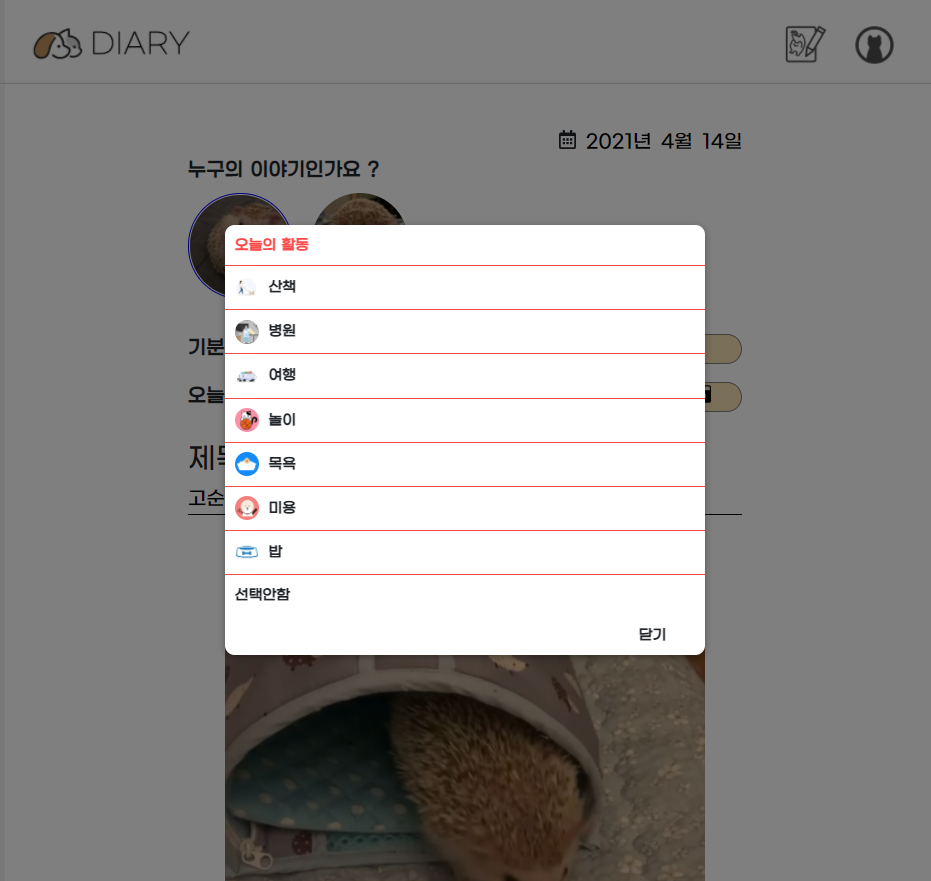 DIARY
2021년 4월 14일
누구의 이야기인가요 ?
오늘의 활동
산책
병원
기분
여행
오늘
놀이
제목
목욕
고순
미용
밥
선택안함
닫기